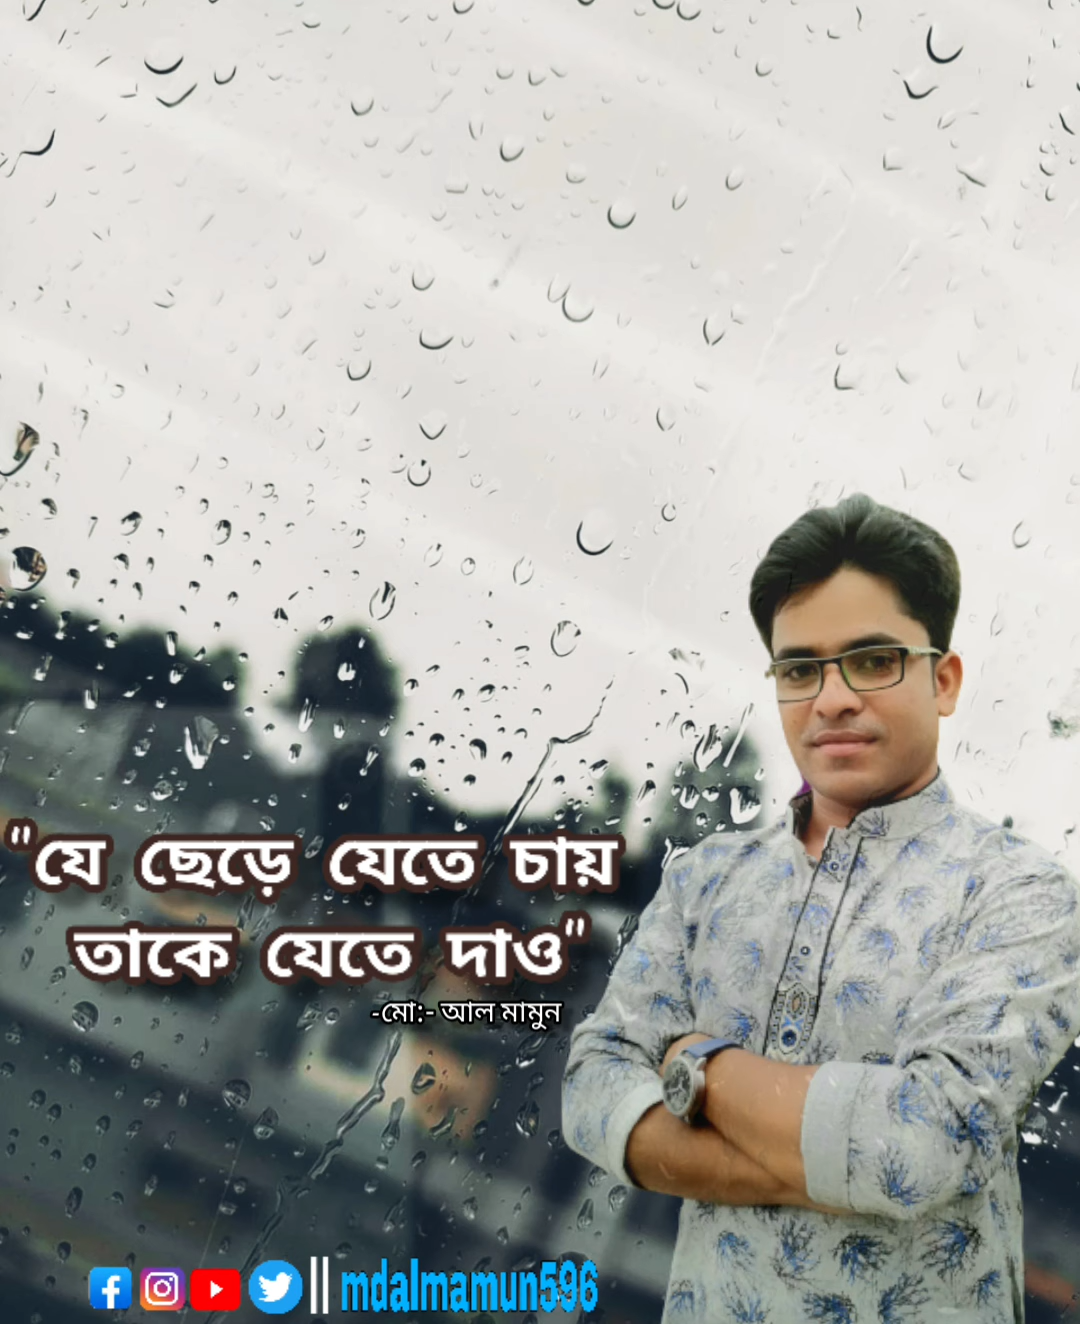 "যে ছেড়ে যেতে চায়
তাকে যেতে দাও"
-মো:- আল মামুন
|| mdalmamun596